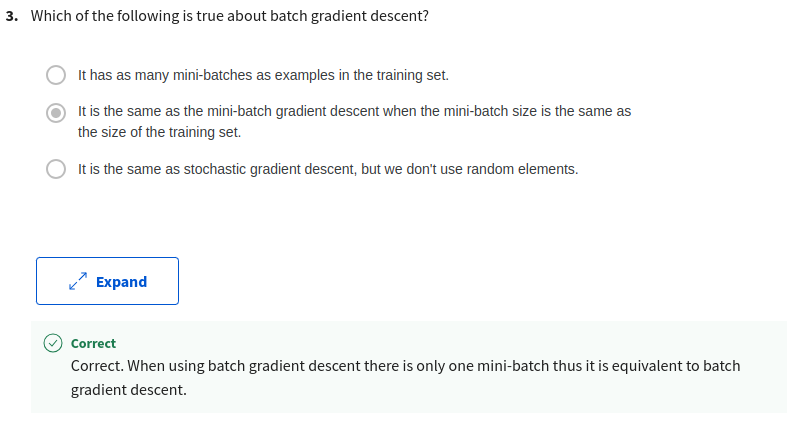 3. Which of the following is true about batch gradient descent?
It has as many mini-batches as examples in the training set.
It is the same as the mini-batch gradient descent when the mini-batch size is the same as
the size of the training set.
It is the same as stochastic gradient descent, but we don't use random elements.
Expand
Correct
Correct. When using batch gradient descent there is only one mini-batch thus it is equivalent to batch
gradient descent.